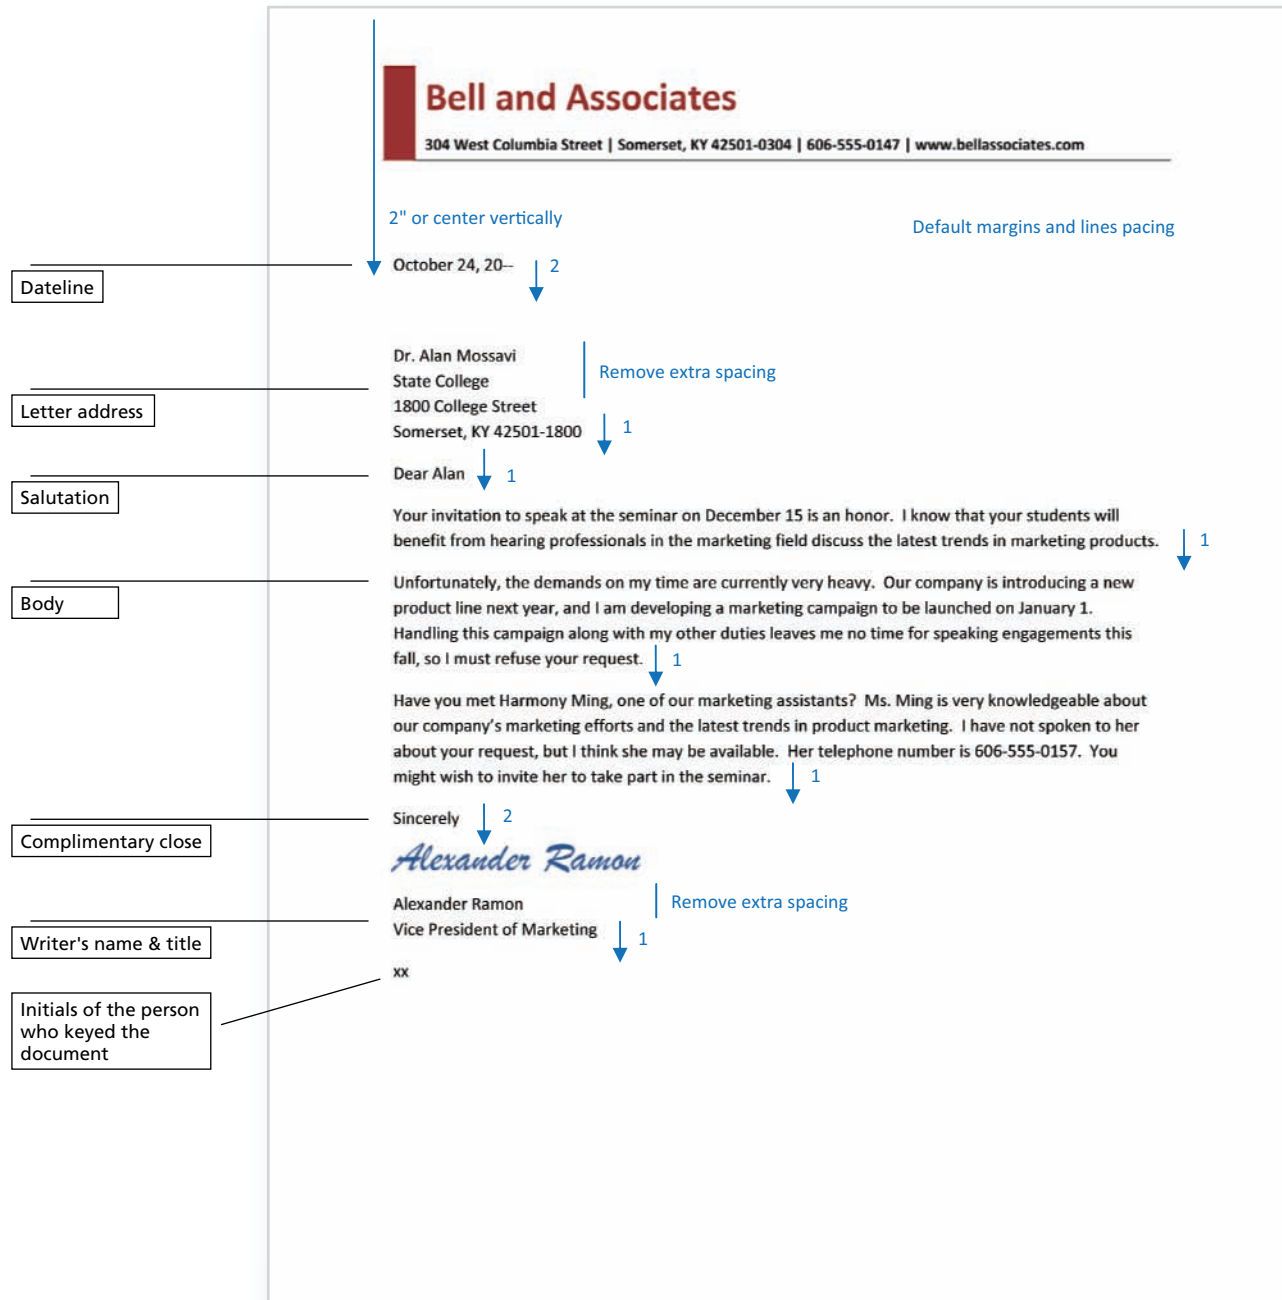 Bell and Associates
304 West Columbia Street | Somerset, KY 42501-0304 | 606-555-0147 | www.bellassociates.com
2" or center vertically
Default margins and lines pacing
October 24, 20--
2
Dateline
Dr. Alan Mossavi
State College
1800 College Street
Somerset, KY 42501-1800
Remove extra spacing
1
Letter address
Dear Alan
1
Salutation
Your invitation to speak at the seminar on December 15 is an honor.  I know that your students will
benefit from hearing professionals in the marketing field discuss the latest trends in marketing products.
1
Unfortunately, the demands on my time are currently very heavy.  Our company is introducing a new
product line next year, and I am developing a marketing campaign to be launched on January 1.
Handling this campaign along with my other duties leaves me no time for speaking engagements this
fall, so I must refuse your request.
1
Body
Have you met Harmony Ming, one of our marketing assistants?  Ms. Ming is very knowledgeable about
our company's marketing efforts and the latest trends in product marketing.  I have not spoken to her
about your request, but I think she may be available.  Her telephone number is 606-555-0157.  You
might wish to invite her to take part in the seminar.
1
Sincerely
2
Complimentary close
Alexander Ramon
Alexander Ramon
Vice President of Marketing
Remove extra spacing
1
Writer's name & title
xx
Initials of the person
who keyed the
document